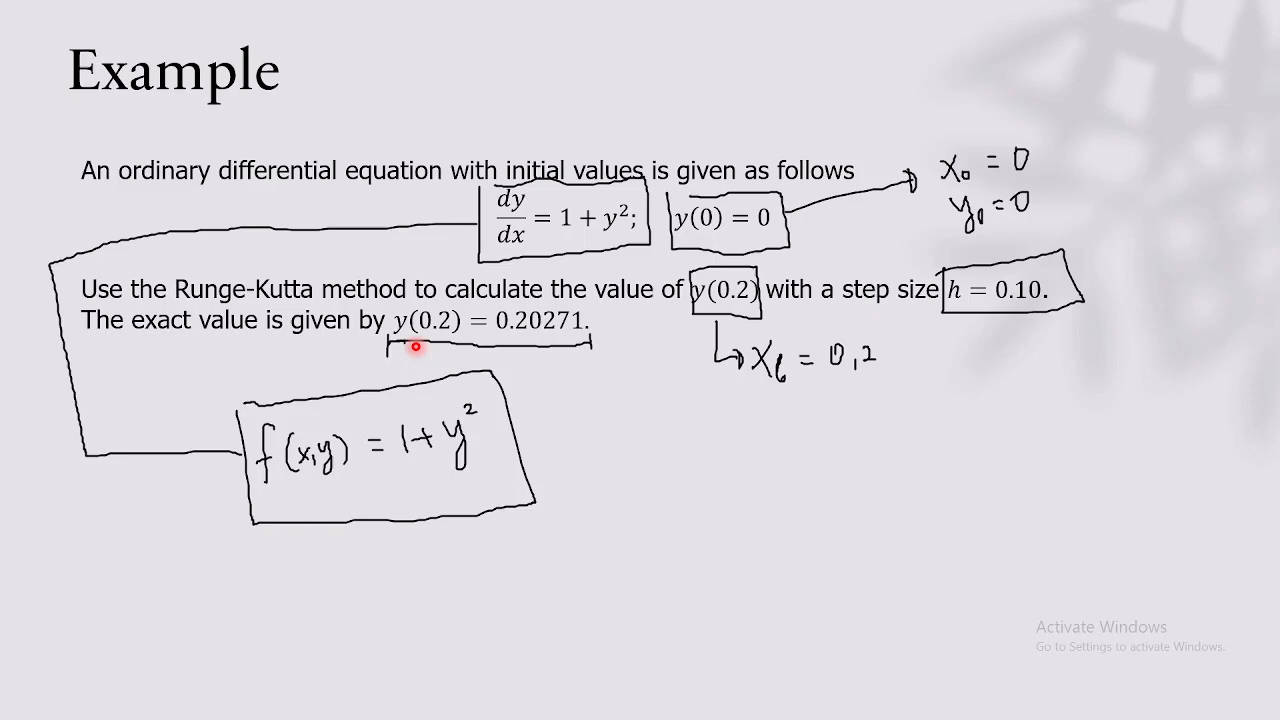 Example
An ordinary differential equation with initial values is given as follows
x₀ = 0
dy/dx = 1 + y²; y(0) = 0
y₀ = 0
Use the Runge-Kutta method to calculate the value of y(0.2) with a step size h = 0.10.
The exact value is given by y(0.2) = 0.20271.
x_t = 0,2
f(x,y) = 1 + y²
Activate Windows
Go to Settings to activate Windows.